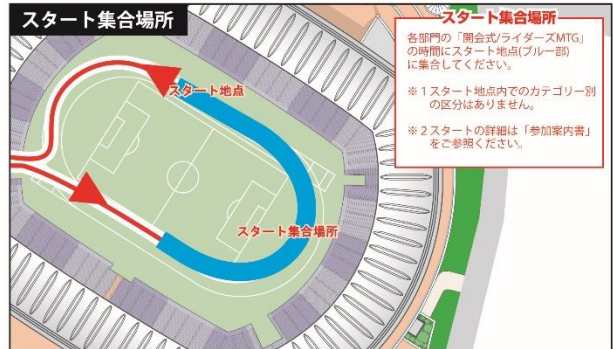 スタート集合場所
スタート集合場所
各部門の「開会式/ライダーズMTG」
の時間にスタート地点(ブルー部)
に集合してください。
※1スタート地点内でのカテゴリー別
の区分はありません。
※2スタートの詳細は「参加案内書」
をご参照ください。
スタート地点
スタート集合場所